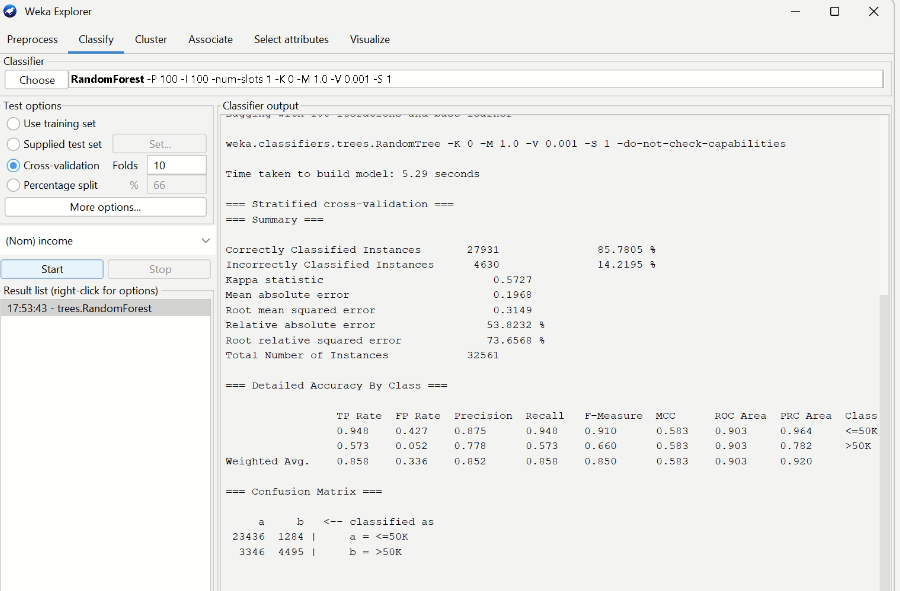 Weka Explorer
Preprocess Classify Cluster Associate Select attributes Visualize
Classifier
Choose RandomForest -P 100 -I 100 -num-slots 1 -K 0 -M 1.0 -V 0.001 -S 1
Test options
Use training set
Supplied test set Set...
Cross-validation Folds 10
Percentage split % 66
More options...
(Nom) income
Start Stop
Result list (right-click for options)
17:53:43 - trees.RandomForest
Classifier output
Bagging with 100 iterations and base learner
weka.classifiers.trees.RandomTree -K 0 -M 1.0 -V 0.001 -S 1 -do-not-check-capabilities
Time taken to build model: 5.29 seconds
=== Stratified cross-validation ===
=== Summary ===
Correctly Classified Instances 27931 85.7805 %
Incorrectly Classified Instances 4630 14.2195 %
Kappa statistic 0.5727
Mean absolute error 0.1968
Root mean squared error 0.3149
Relative absolute error 53.8232 %
Root relative squared error 73.6568 %
Total Number of Instances 32561
=== Detailed Accuracy By Class ===
TP Rate FP Rate Precision Recall F-Measure MCC ROC Area PRC Area Class
0.948 0.427 0.875 0.948 0.910 0.583 0.903 0.964 <=50K
0.573 0.052 0.778 0.573 0.660 0.583 0.903 0.782 >50K
Weighted Avg. 0.858 0.336 0.852 0.858 0.850 0.583 0.903 0.920
=== Confusion Matrix ===
a b <-- classified as
23436 1284 | a = <=50K
3346 4495 | b = >50K